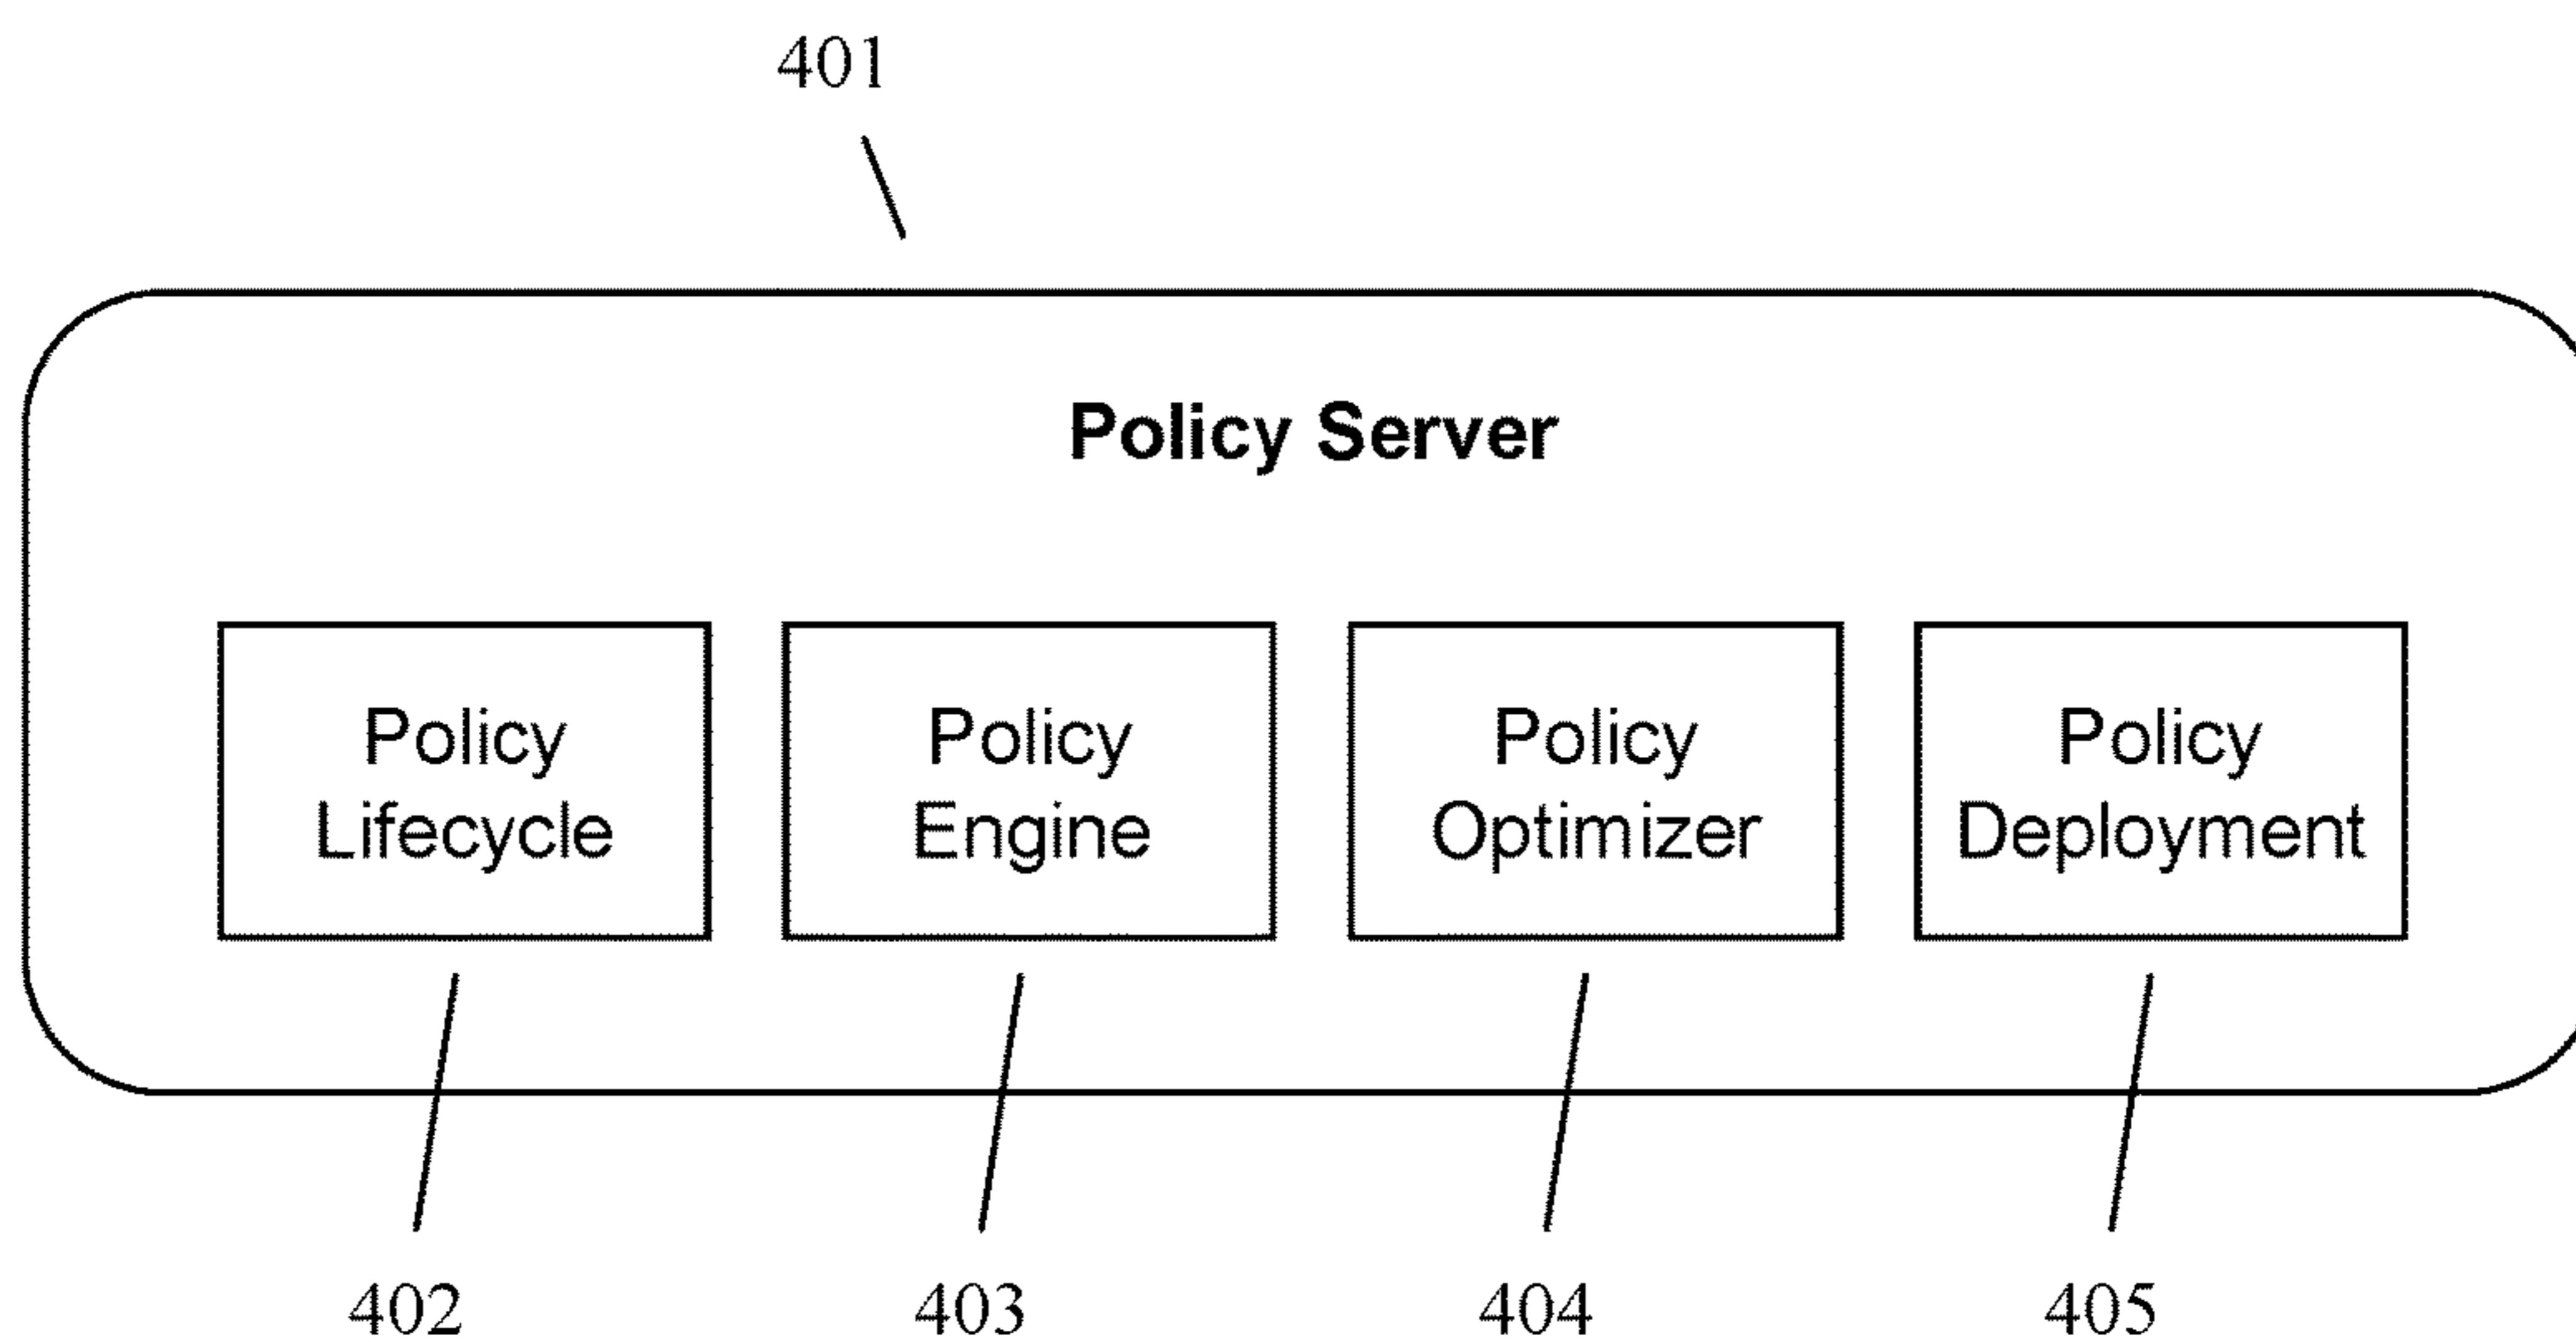 401
Policy Server
Policy
Lifecycle
Policy
Engine
Policy
Optimizer
Policy
Deployment
402
403
404
405